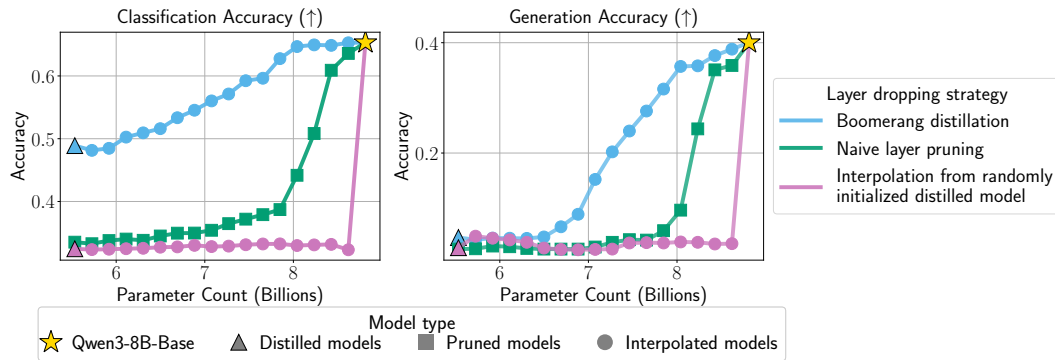 Classification Accuracy (↑)
Generation Accuracy (↑)
Accuracy
0.6
0.5
0.4
6
7
8
Parameter Count (Billions)
Accuracy
0.4
0.2
6
7
8
Parameter Count (Billions)
Layer dropping strategy
Boomerang distillation
Naive layer pruning
Interpolation from randomly
initialized distilled model
Model type
Qwen3-8B-Base
Distilled models
Pruned models
Interpolated models